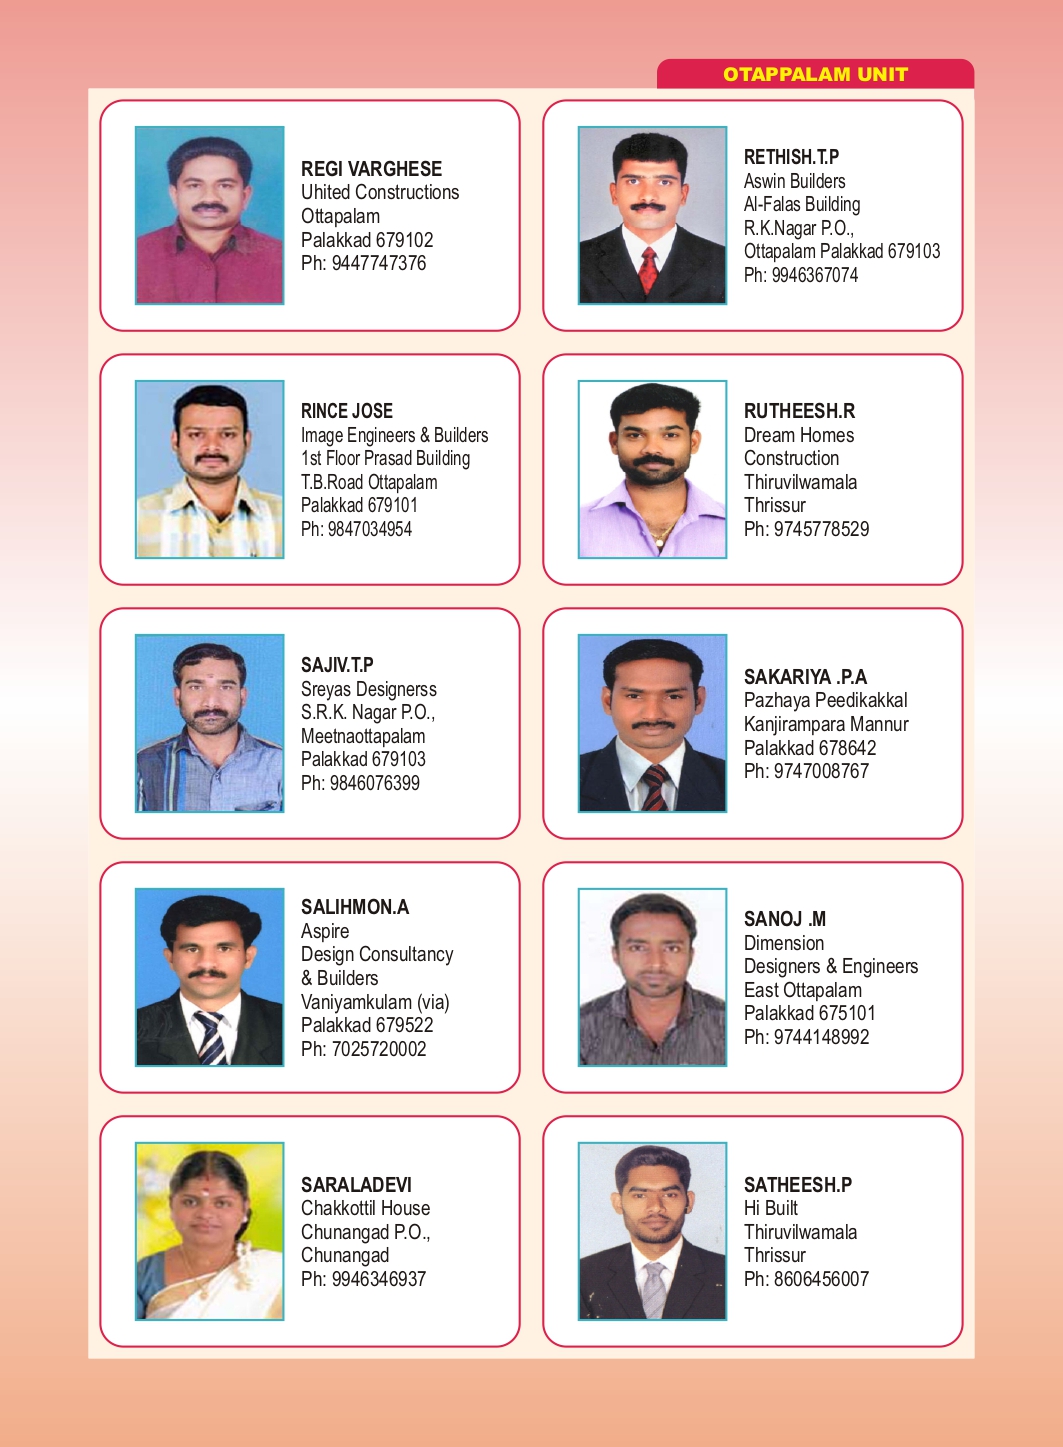 OTAPPALAM UNIT
REGI VARGHESE
Uhited Constructions
Ottapalam
Palakkad 679102
Ph: 9447747376
RETHISH.T.P
Aswin Builders
Al-Falas Building
R.K.Nagar P.O.,
Ottapalam Palakkad 679103
Ph: 9946367074
RINCE JOSE
Image Engineers & Builders
1st Floor Prasad Building
T.B.Road Ottapalam
Palakkad 679101
Ph: 9847034954
RUTHEESH.R
Dream Homes
Construction
Thiruvilwamala
Thrissur
Ph: 9745778529
SAJIV.T.P
Sreyas Designerss
S.R.K. Nagar P.O.,
Meetnaottapalam
Palakkad 679103
Ph: 9846076399
SAKARIYA .P.A
Pazhaya Peedikakkal
Kanjirampara Mannur
Palakkad 678642
Ph: 9747008767
SALIHMON.A
Aspire
Design Consultancy
& Builders
Vaniyamkulam (via)
Palakkad 679522
Ph: 7025720002
SANOJ .M
Dimension
Designers & Engineers
East Ottapalam
Palakkad 675101
Ph: 9744148992
SARALADEVI
Chakkottil House
Chunangad P.O.,
Chunangad
Ph: 9946346937
SATHEESH.P
Hi Built
Thiruvilwamala
Thrissur
Ph: 8606456007